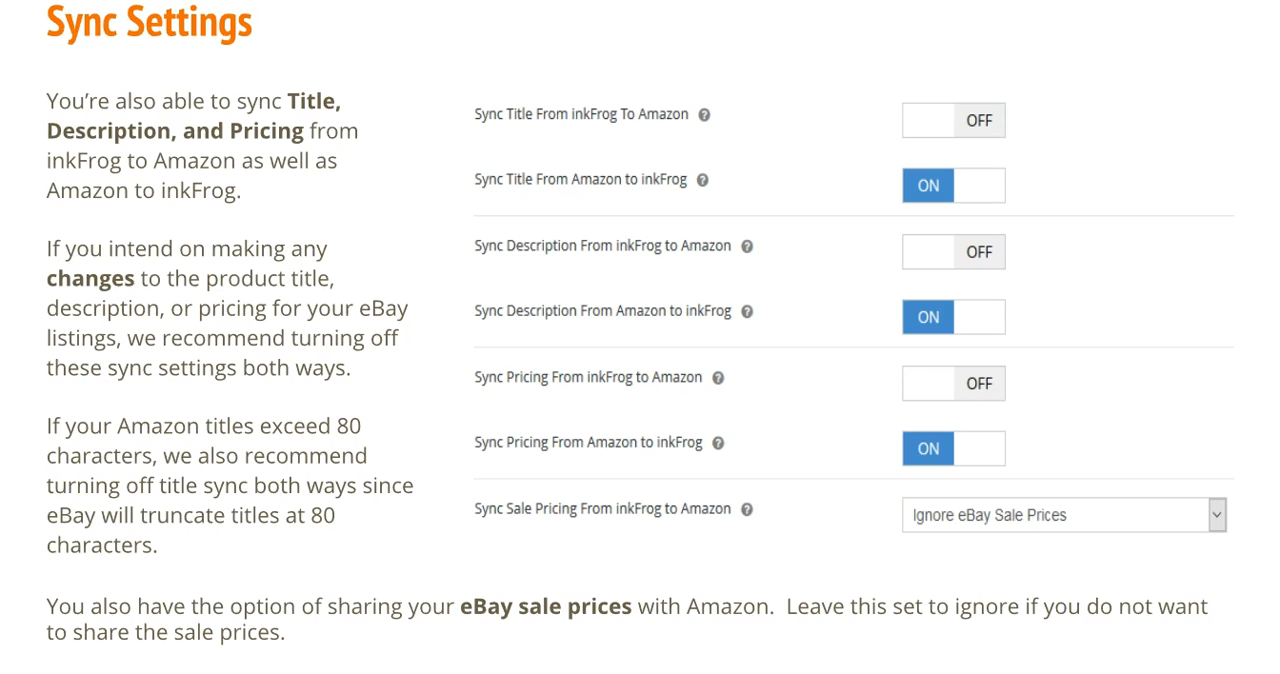 Sync Settings
You’re also able to sync Title,
Description, and Pricing from
inkFrog to Amazon as well as
Amazon to inkFrog.
If you intend on making any
changes to the product title,
description, or pricing for your eBay
listings, we recommend turning off
these sync settings both ways.
If your Amazon titles exceed 80
characters, we also recommend
turning off title sync both ways since
eBay will truncate titles at 80
characters.
Sync Title From inkFrog To Amazon ? OFF
Sync Title From Amazon to inkFrog ? ON
Sync Description From inkFrog to Amazon ? OFF
Sync Description From Amazon to inkFrog ? ON
Sync Pricing From inkFrog to Amazon ? OFF
Sync Pricing From Amazon to inkFrog ? ON
Sync Sale Pricing From inkFrog to Amazon ? Ignore eBay Sale Prices
You also have the option of sharing your eBay sale prices with Amazon. Leave this set to ignore if you do not want
to share the sale prices.